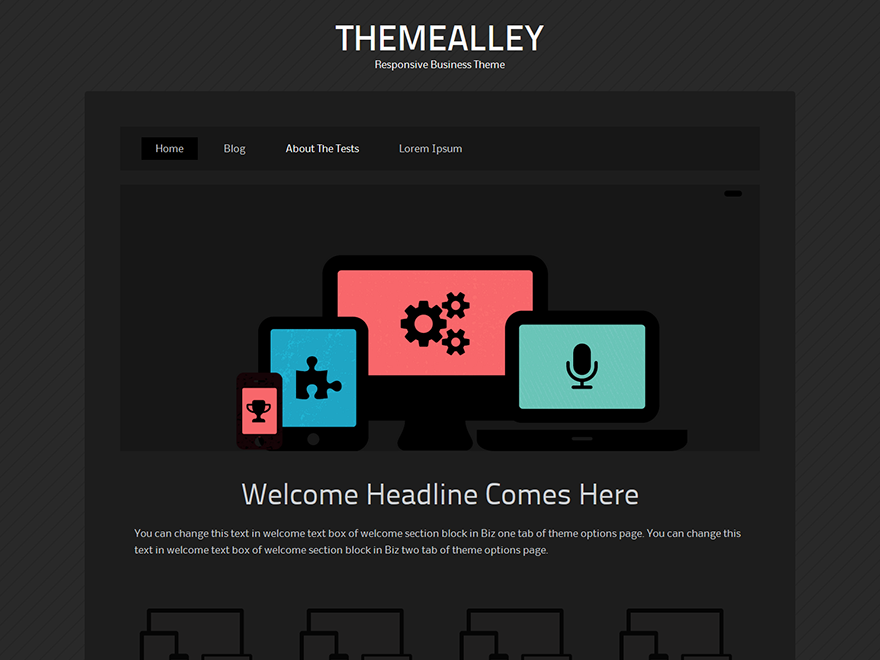 THEMEALLEY
Responsive Business Theme
Home Blog About The Tests Lorem Ipsum
Welcome Headline Comes Here
You can change this text in welcome text box of welcome section block in Biz one tab of theme options page. You can change this
text in welcome text box of welcome section block in Biz two tab of theme options page.